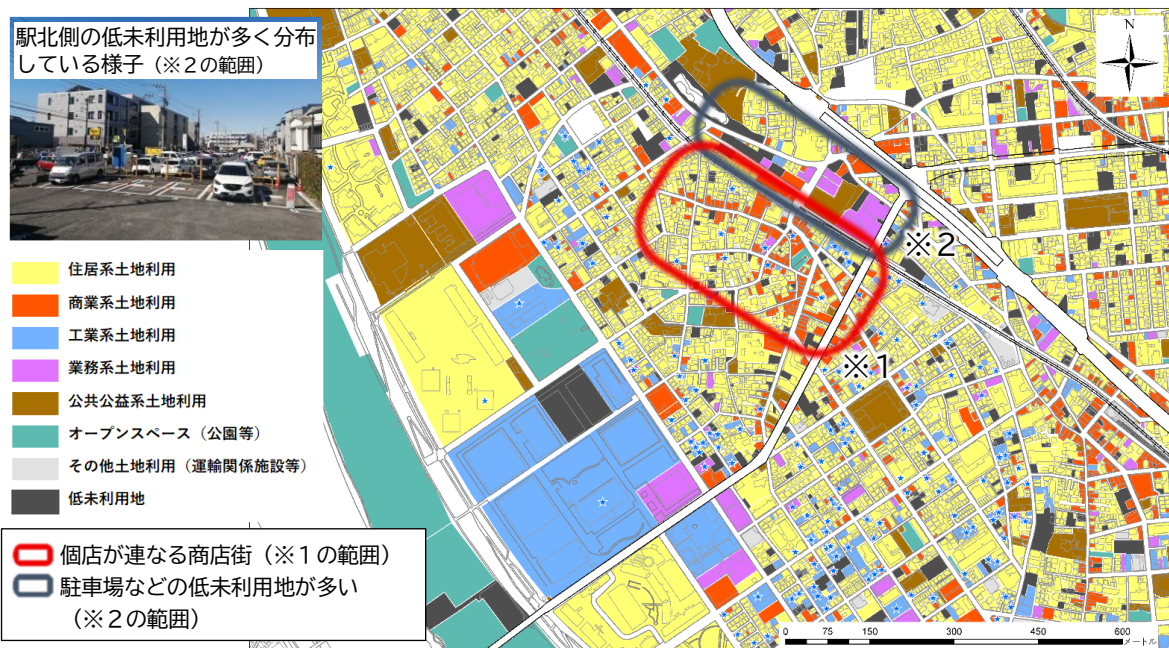 駅北側の低未利用地が多く分布
している様子（※２の範囲）
N
住居系土地利用
商業系土地利用
工業系土地利用
業務系土地利用
公共公益系土地利用
オープンスペース（公園等）
その他土地利用（運輸関係施設等）
低未利用地
※2
※1
個店が連なる商店街（※１の範囲）
駐車場などの低未利用地が多い
（※２の範囲）
0 75 150 300 450 600
メートル